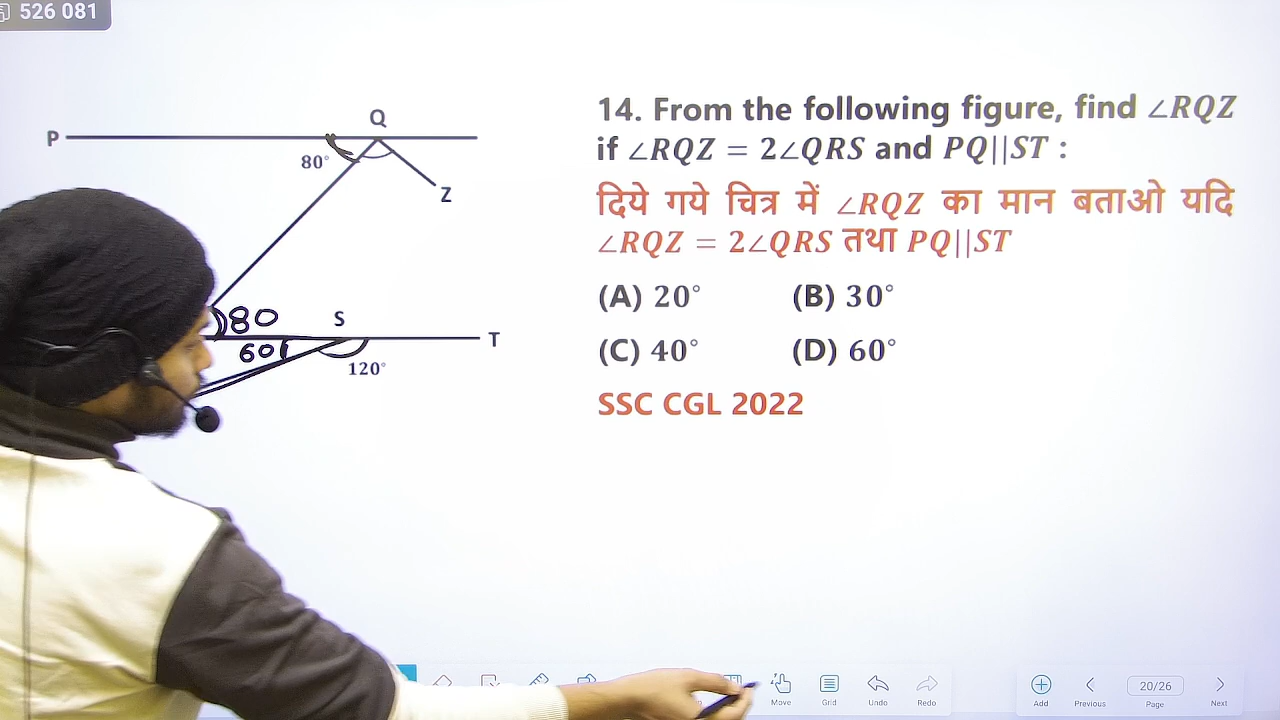 526 081
P
Q
80°
Z
80
S
T
60
120°
14. From the following figure, find ∠RQZ
if ∠RQZ = 2∠QRS and PQ||ST :
दिये गये चित्र में ∠RQZ का मान बताओ यदि
∠RQZ = 2∠QRS तथा PQ||ST
(A) 20° (B) 30°
(C) 40° (D) 60°
SSC CGL 2022
Move Grid Undo Redo
Add Previous 20/26 Page Next